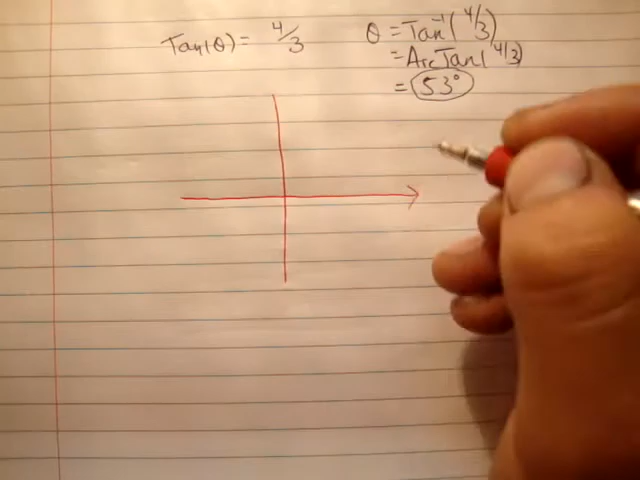 Tan(θ) = 4/3
θ = Tan⁻¹(4/3)
= ArcTan(4/3)
= 53°